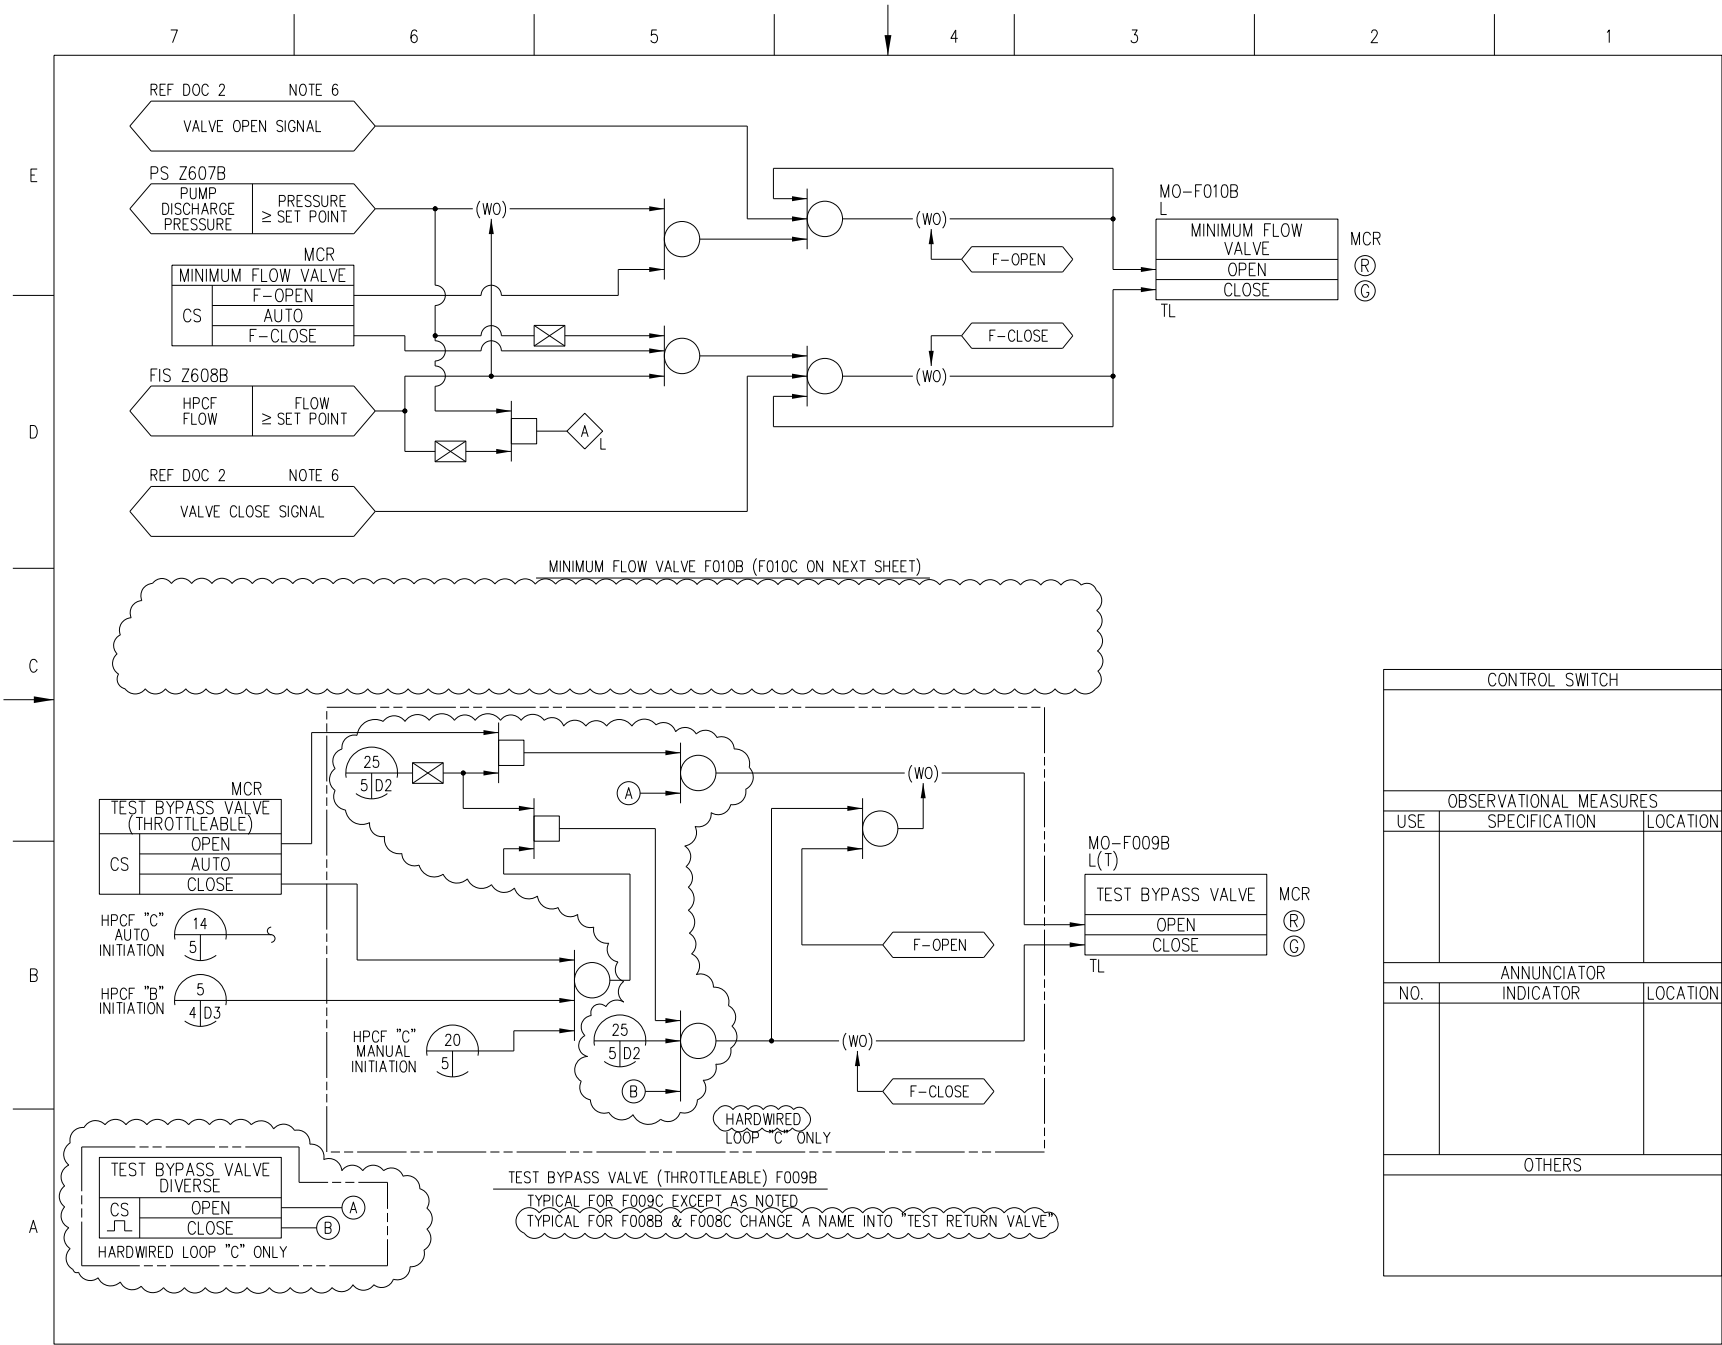 7 6 5 4 3 2 1
E
D
C
B
A
REF DOC 2 NOTE 6
VALVE OPEN SIGNAL
PS Z607B
PUMP
DISCHARGE
PRESSURE
PRESSURE
≥ SET POINT
(WO)
MCR
MINIMUM FLOW VALVE
CS
F-OPEN
AUTO
F-CLOSE
FIS Z608B
HPCF
FLOW
FLOW
≥ SET POINT
A
L
REF DOC 2 NOTE 6
VALVE CLOSE SIGNAL
(WO)
F-OPEN
F-CLOSE
(WO)
MO-F010B
L
MINIMUM FLOW
VALVE
OPEN
CLOSE
TL
MCR
R
G
MINIMUM FLOW VALVE F010B (F010C ON NEXT SHEET)
25
5 D2
A
MCR
TEST BYPASS VALVE
(THROTTLEABLE)
CS
OPEN
AUTO
CLOSE
HPCF "C"
AUTO
INITIATION
14
5
HPCF "B"
INITIATION
5
4 D3
HPCF "C"
MANUAL
INITIATION
20
5
25
5 D2
B
(WO)
F-OPEN
(WO)
F-CLOSE
HARDWIRED
LOOP "C" ONLY
MO-F009B
L(T)
TEST BYPASS VALVE
OPEN
CLOSE
TL
MCR
R
G
TEST BYPASS VALVE
DIVERSE
CS
OPEN
CLOSE
A
B
HARDWIRED LOOP "C" ONLY
TEST BYPASS VALVE (THROTTLEABLE) F009B
TYPICAL FOR F009C EXCEPT AS NOTED
TYPICAL FOR F008B & F008C CHANGE A NAME INTO "TEST RETURN VALVE"
CONTROL SWITCH
OBSERVATIONAL MEASURES
USE SPECIFICATION LOCATION
ANNUNCIATOR
NO. INDICATOR LOCATION
OTHERS